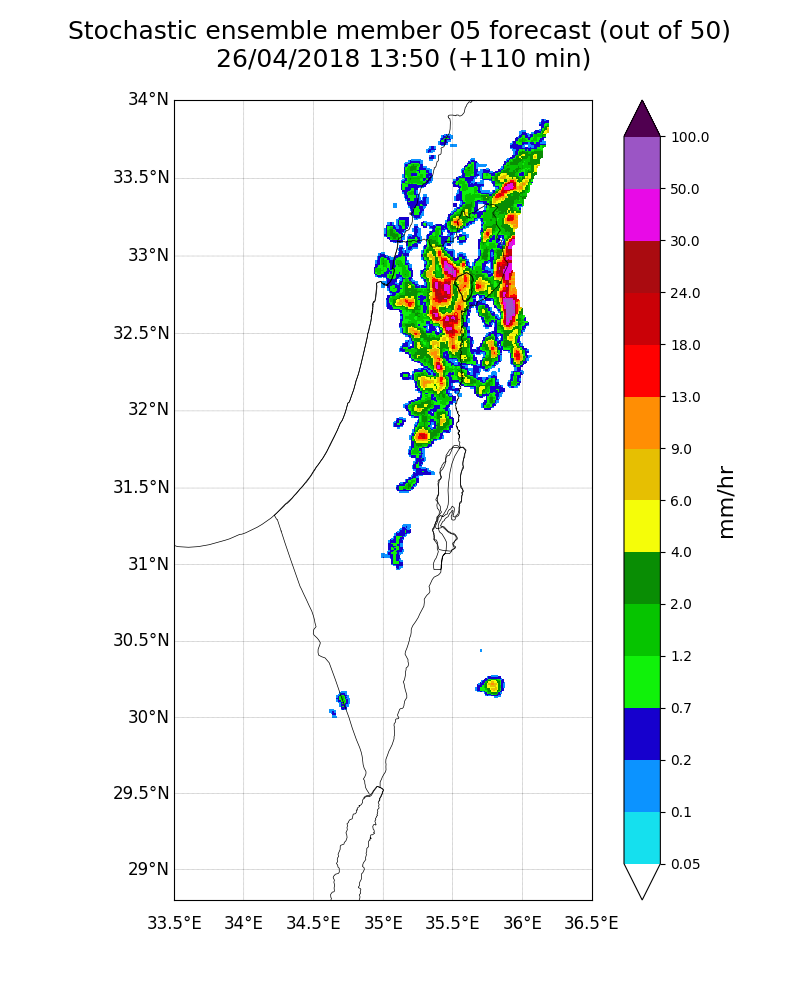 Stochastic ensemble member 05 forecast (out of 50)
26/04/2018 13:50 (+110 min)
34°N
33.5°N
33°N
32.5°N
32°N
31.5°N
31°N
30.5°N
30°N
29.5°N
29°N
33.5°E 34°E 34.5°E 35°E 35.5°E 36°E 36.5°E
100.0
50.0
30.0
24.0
18.0
13.0
9.0
6.0
4.0
2.0
1.2
0.7
0.2
0.1
0.05
mm/hr